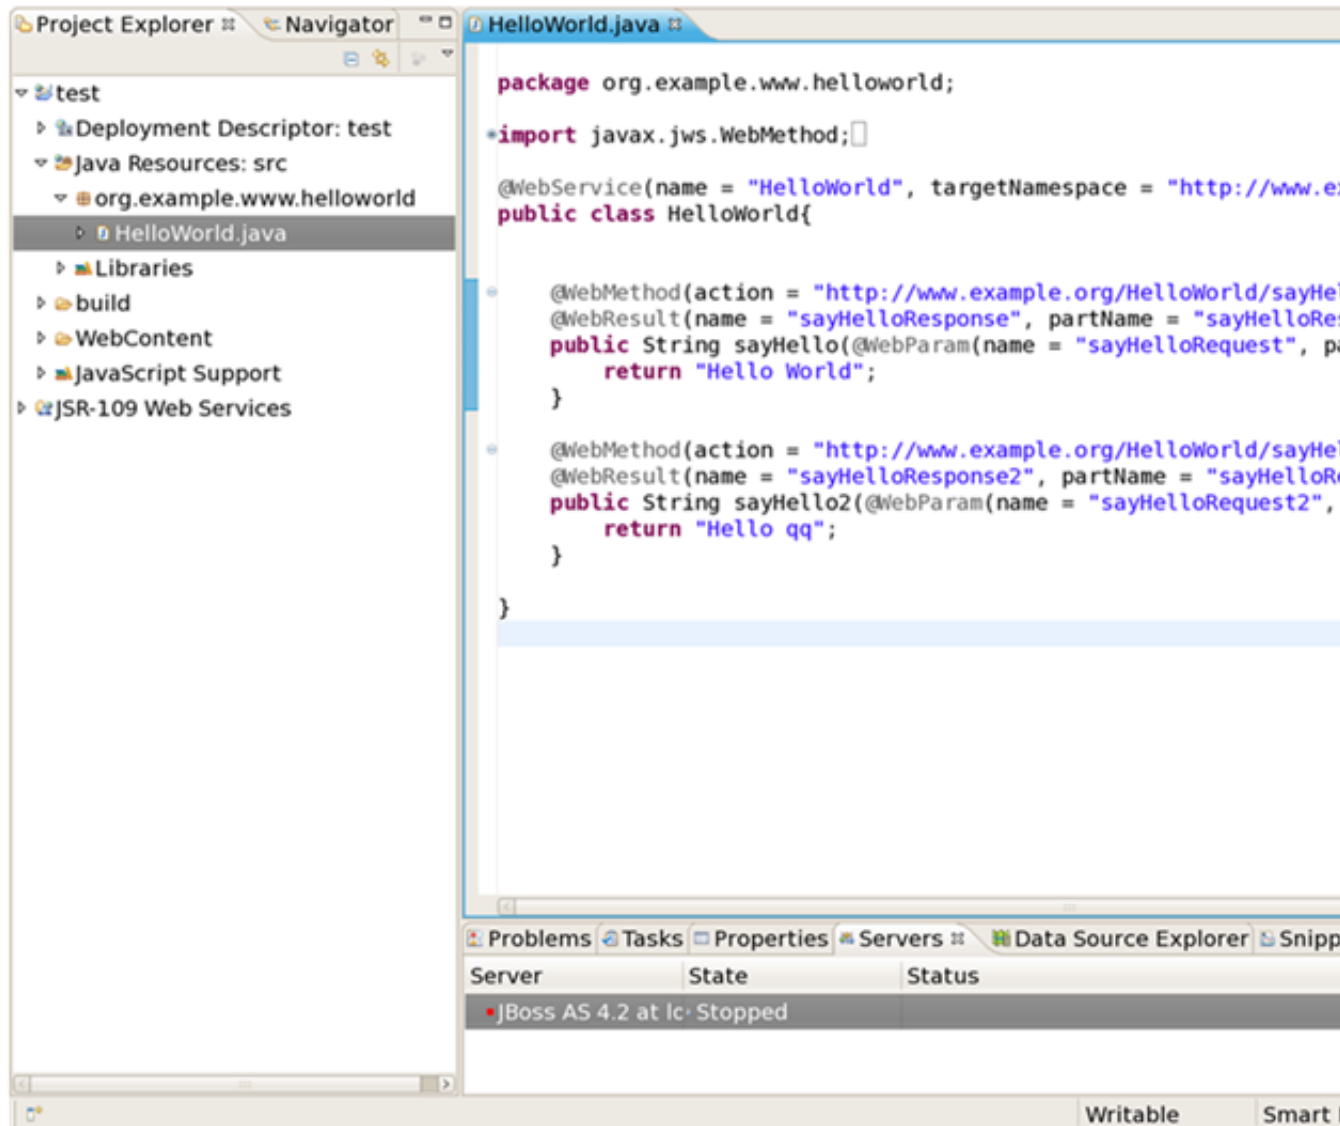 Project Explorer
Navigator
test
Deployment Descriptor: test
Java Resources: src
org.example.www.helloworld
HelloWorld.java
Libraries
build
WebContent
JavaScript Support
JSR-109 Web Services
HelloWorld.java
package org.example.www.helloworld;
import javax.jws.WebMethod;
@WebService(name = "HelloWorld", targetNamespace = "http://www.ex
public class HelloWorld{
@WebMethod(action = "http://www.example.org/HelloWorld/sayHel
@WebResult(name = "sayHelloResponse", partName = "sayHelloRes
public String sayHello(@WebParam(name = "sayHelloRequest", pa
return "Hello World";
}
@WebMethod(action = "http://www.example.org/HelloWorld/sayHel
@WebResult(name = "sayHelloResponse2", partName = "sayHelloRe
public String sayHello2(@WebParam(name = "sayHelloRequest2",
return "Hello qq";
}
}
Problems Tasks Properties Servers Data Source Explorer Snipp
Server State Status
JBoss AS 4.2 at lc Stopped
Writable Smart